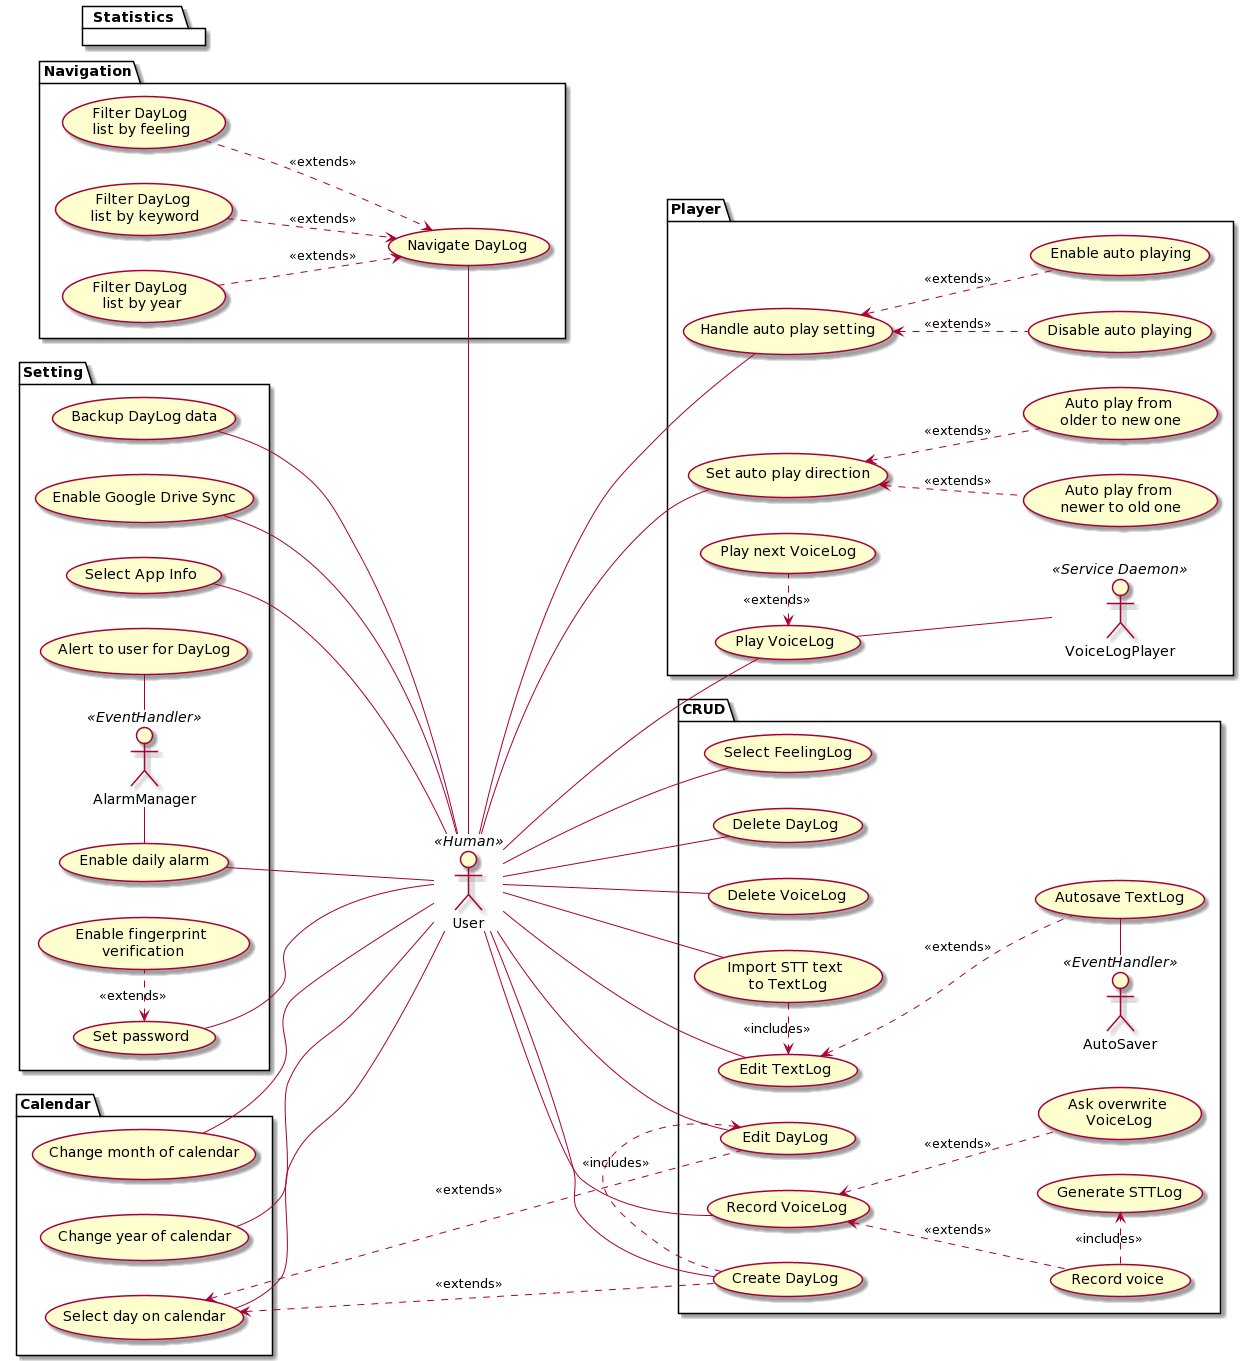 Statistics
Navigation
Filter DayLog
list by feeling
«extends»
Filter DayLog
list by keyword
«extends»
Navigate DayLog
«extends»
Filter DayLog
list by year
Player
Enable auto playing
«extends»
Handle auto play setting
«extends»
Disable auto playing
Auto play from
older to new one
«extends»
Set auto play direction
«extends»
Auto play from
newer to old one
Play next VoiceLog
«extends»
Play VoiceLog
«Service Daemon»
VoiceLogPlayer
Setting
Backup DayLog data
Enable Google Drive Sync
Select App Info
Alert to user for DayLog
«EventHandler»
AlarmManager
Enable daily alarm
Enable fingerprint
verification
«extends»
Set password
«Human»
User
CRUD
Select FeelingLog
Delete DayLog
Delete VoiceLog
Import STT text
to TextLog
«includes»
Edit TextLog
«extends»
Autosave TextLog
«EventHandler»
AutoSaver
Edit DayLog
«includes»
Ask overwrite
VoiceLog
«extends»
Record VoiceLog
Generate STTLog
«extends»
«includes»
Create DayLog
Record voice
Calendar
Change month of calendar
«extends»
Change year of calendar
«extends»
Select day on calendar